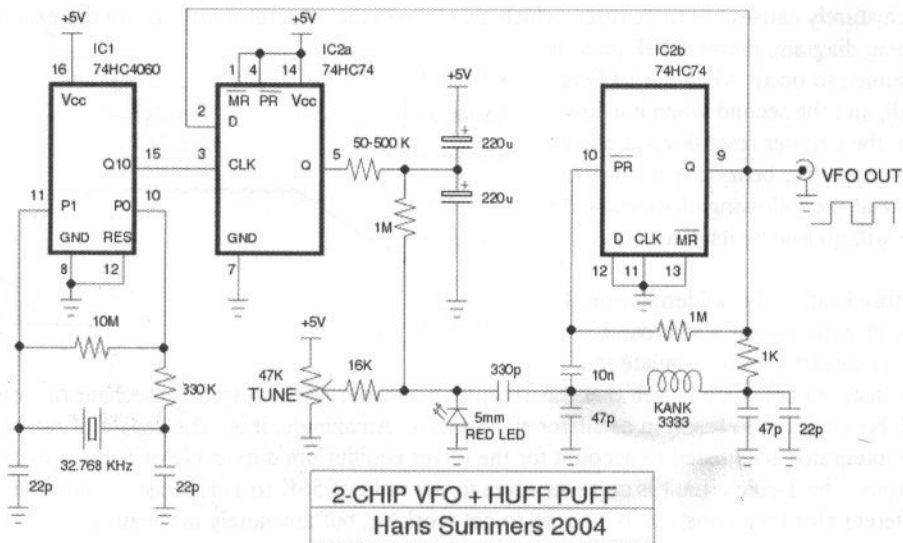 +5V
IC1
74HC4060
16
Vcc
Q10
15
11
P1
P0
10
GND
RES
8
12
.10M
330K
32.768 KHz
22p
22p
IC2a
74HC74
+5V
1
4
14
MR
PR
Vcc
2
D
3
CLK
Q
5
GND
7
50-500 K
+5V
220u
220u
1M
+5V
47K
TUNE
16K
5mm
RED LED
330p
IC2b
74HC74
10
PR
Q
9
VFO OUT
D
CLK
MR
12
11
13
1M
1K
10n
47p
KANK
3333
47p
22p
2-CHIP VFO + HUFF PUFF
Hans Summers 2004